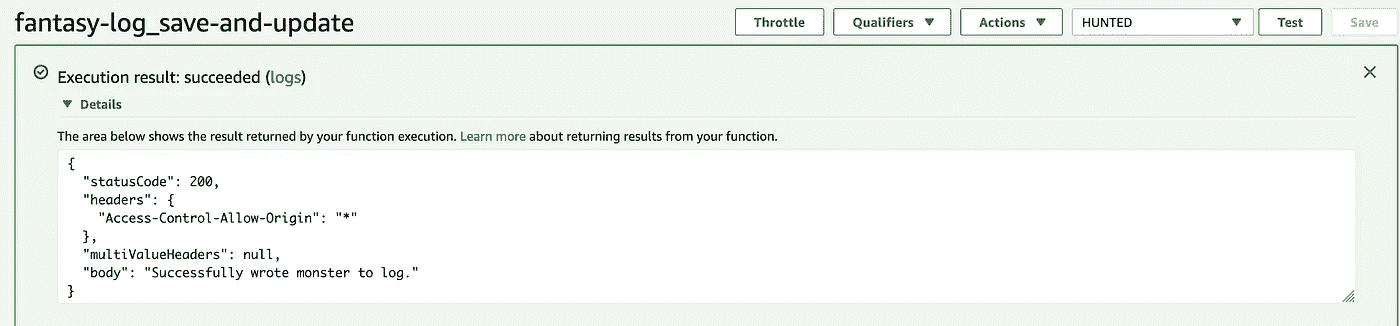 fantasy-log_save-and-update
Throttle
Qualifiers
Actions
HUNTED
Test
Save
Execution result: succeeded (logs)
Details
The area below shows the result returned by your function execution. Learn more about returning results from your function.
{
  "statusCode": 200,
  "headers": {
    "Access-Control-Allow-Origin": "*"
  },
  "multiValueHeaders": null,
  "body": "Successfully wrote monster to log."
}